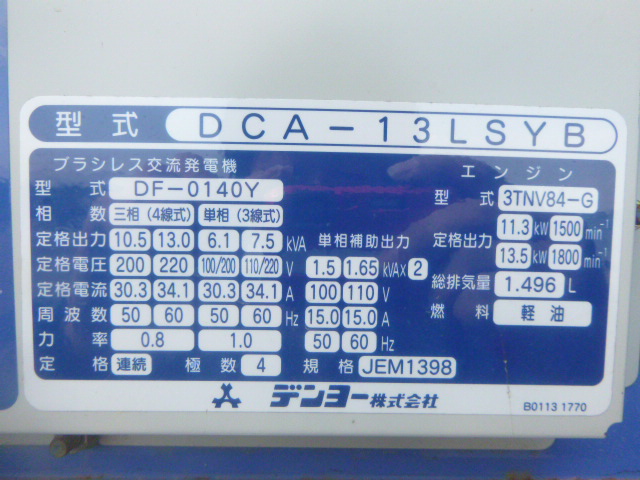 型式 DCA-13LSYB
ブラシレス交流発電機
型式 DF-0140Y
相数 三相(4線式) 単相(3線式)
定格出力 10.5 13.0 6.1 7.5 kVA 単相補助出力
定格電圧 200 220 100/200 110/220 V 1.5 1.65 kVA×2
定格電流 30.3 34.1 30.3 34.1 A 100 110 V
周波数 50 60 50 60 Hz 15.0 15.0 A
力率 0.8 1.0 50 60 Hz
定格 連続 極数 4 規格 JEM1398
エンジン
型式 3TNV84-G
定格出力 11.3 kW 1500 min-1
13.5 kW 1800 min-1
総排気量 1.496 L
燃料 軽油
デンヨー株式会社
B0113 1770